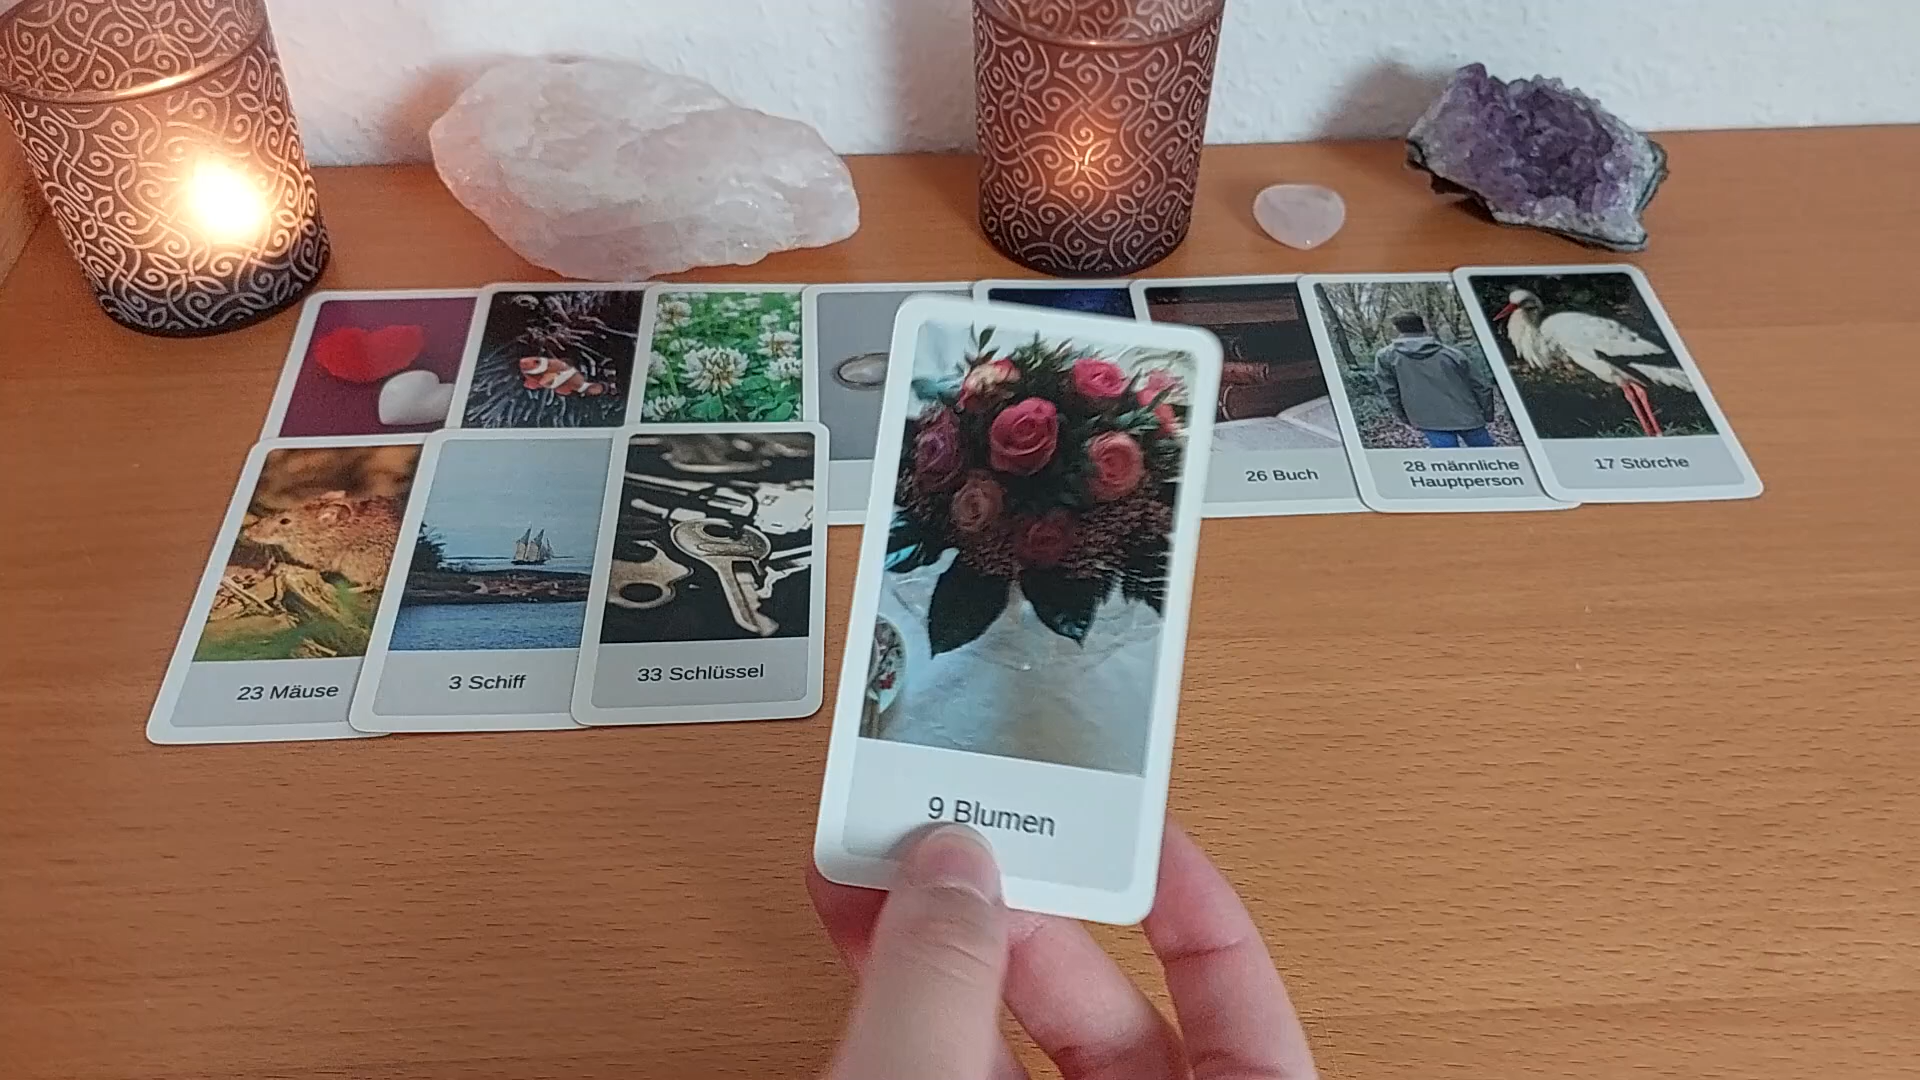 26 Buch
28 männliche
Hauptperson
17 Störche
23 Mäuse
3 Schiff
33 Schlüssel
9 Blumen